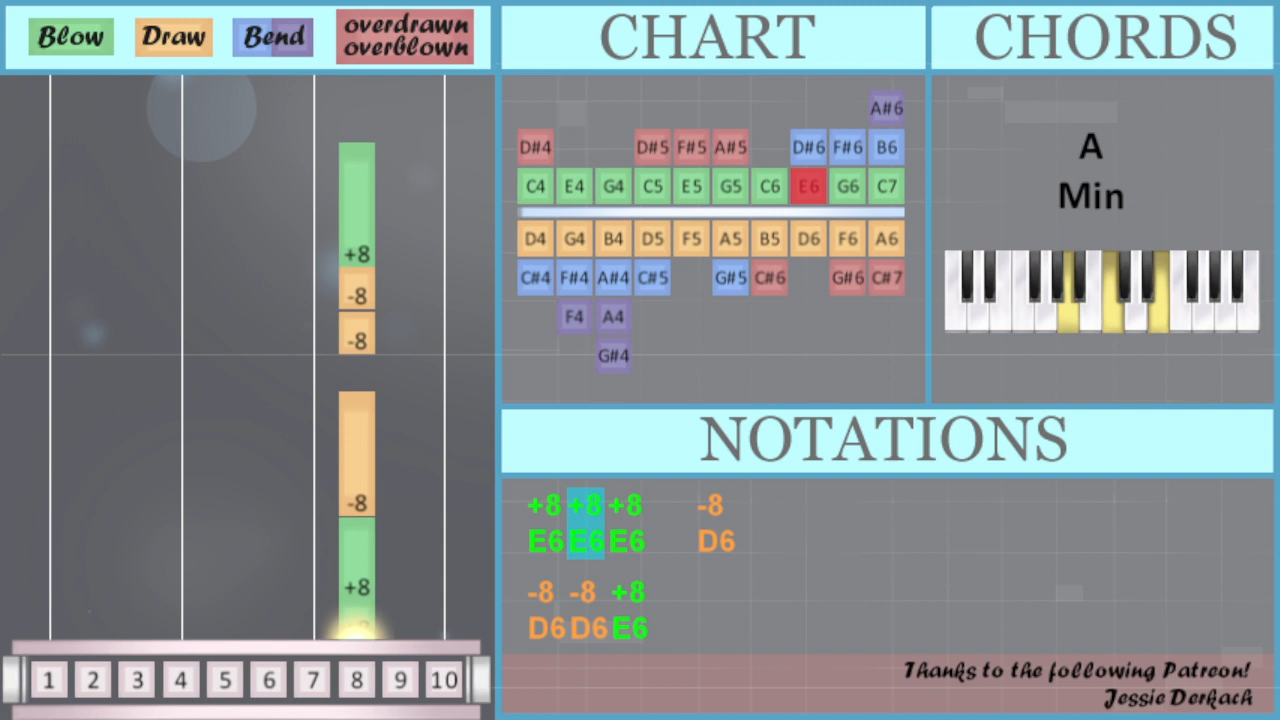 Blow Draw Bend overdrawn
overblown
CHART
CHORDS
A#6
D#4 D#5 F#5 A#5 D#6 F#6 B6
C4 E4 G4 C5 E5 G5 C6 E6 G6 C7
D4 G4 B4 D5 F5 A5 B5 D6 F6 A6
C#4 F#4 A#4 C#5 G#5 C#6 G#6 C#7
F4 A4
G#4
A
Min
+8
-8
-8
-8
+8
NOTATIONS
+8 +8 +8 -8
E6 E6 E6 D6
-8 -8 +8
D6 D6 E6
1 2 3 4 5 6 7 8 9 10
Thanks to the following Patreon!
Jessie Derkach